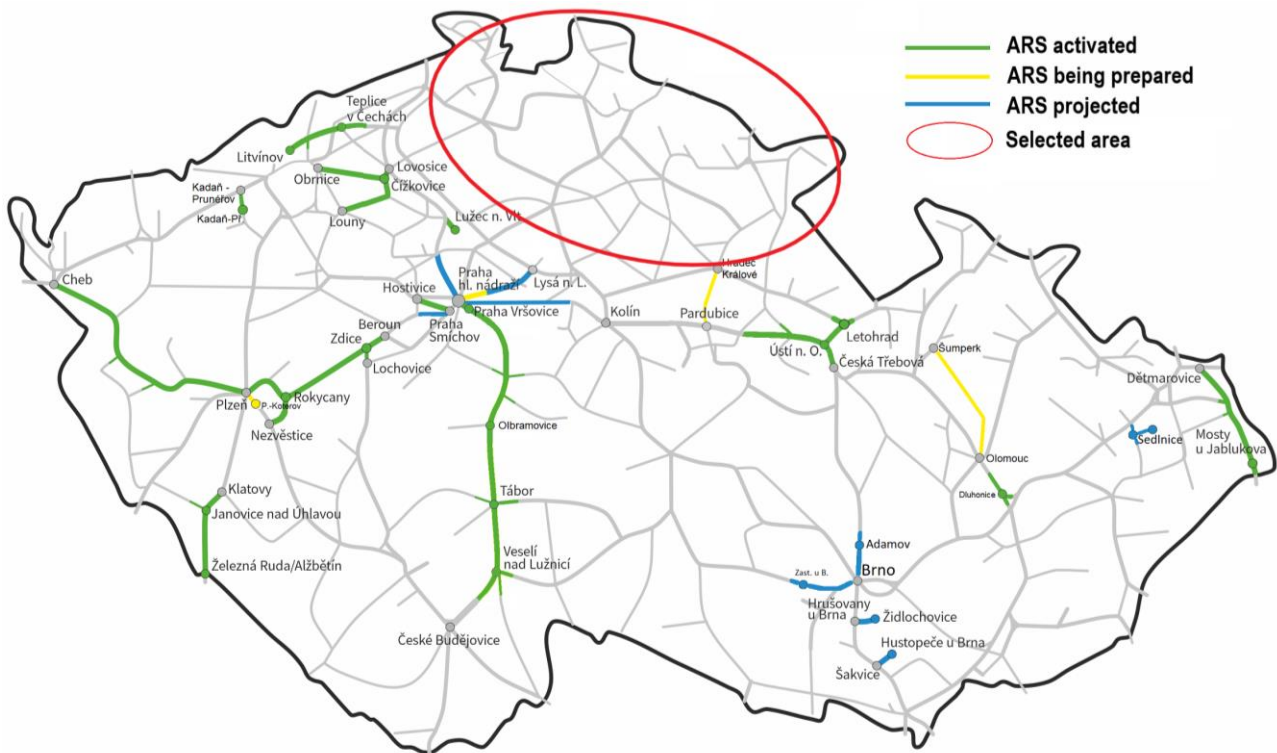 ARS activated
ARS being prepared
ARS projected
Selected area
Teplice
v Čechách
Litvínov
Obrnice
Lovosice
Čížkovice
Kadaň -
Prunéřov
Kadaň-Př.
Louny
Lužec n. Vlt.
Cheb
Praha
hl. nádraží
Lysá n. L.
Hradec
Králové
Hostivice
Praha Vršovice
Praha
Smíchov
Kolín
Pardubice
Beroun
Zdice
Lochovice
Letohrad
Ústí n. O.
Česká Třebová
Šumperk
Dětmarovice
Plzeň
P.-Koterov
Rokycany
Nezvěstice
Olbramovice
Sedlnice
Mosty
u Jablukova
Olomouc
Klatovy
Tábor
Dluhonice
Janovice nad Úhlavou
Adamov
Železná Ruda/Alžbětín
Veselí
nad Lužnicí
Zast. u B.
Brno
Hrušovany
u Brna
Židlochovice
České Budějovice
Hustopeče u Brna
Šakvice